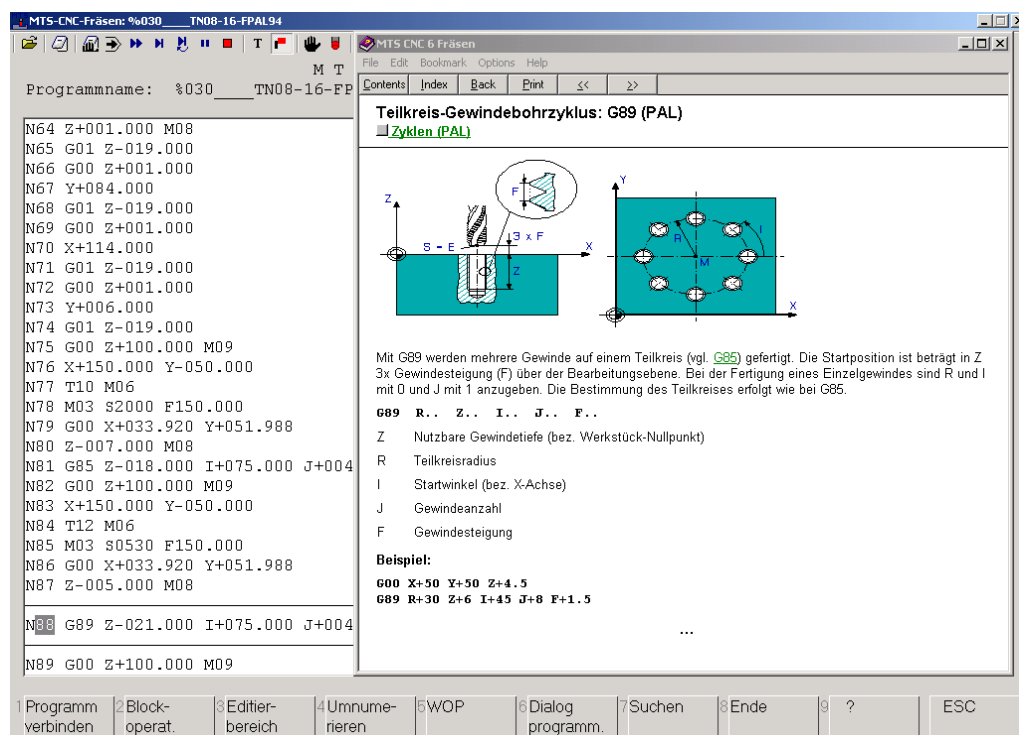 MTS-CNC-Fräsen: %030____TN08-16-FPAL94
M T
Programmname: %030____TN08-16-FP
N64 Z+001.000 M08
N65 G01 Z-019.000
N66 G00 Z+001.000
N67 Y+084.000
N68 G01 Z-019.000
N69 G00 Z+001.000
N70 X+114.000
N71 G01 Z-019.000
N72 G00 Z+001.000
N73 Y+006.000
N74 G01 Z-019.000
N75 G00 Z+100.000 M09
N76 X+150.000 Y-050.000
N77 T10 M06
N78 M03 S2000 F150.000
N79 G00 X+033.920 Y+051.988
N80 Z-007.000 M08
N81 G85 Z-018.000 I+075.000 J+004
N82 G00 Z+100.000 M09
N83 X+150.000 Y-050.000
N84 T12 M06
N85 M03 S0530 F150.000
N86 G00 X+033.920 Y+051.988
N87 Z-005.000 M08
N88 G89 Z-021.000 I+075.000 J+004
N89 G00 Z+100.000 M09
MTS CNC 6 Fräsen
File Edit Bookmark Options Help
Contents Index Back Print << >>
Teilkreis-Gewindebohrzyklus: G89 (PAL)
Zyklen (PAL)
Z
S - E
F
3 x F
X
Z
Y
R
I
M
X
Mit G89 werden mehrere Gewinde auf einem Teilkreis (vgl. G85) gefertigt. Die Startposition ist beträgt in Z
3x Gewindesteigung (F) über der Bearbeitungsebene. Bei der Fertigung eines Einzelgewindes sind R und I
mit 0 und J mit 1 anzugeben. Die Bestimmung des Teilkreises erfolgt wie bei G85.
G89 R.. Z.. I.. J.. F..
Z Nutzbare Gewindetiefe (bez. Werkstück-Nullpunkt)
R Teilkreisradius
I Startwinkel (bez. X-Achse)
J Gewindeanzahl
F Gewindesteigung
Beispiel:
G00 X+50 Y+50 Z+4.5
G89 R+30 Z+6 I+45 J+8 F+1.5
...
1 Programm verbinden
2 Block-operat.
3 Editier-bereich
4 Umnume-rieren
5 WOP
6 Dialog programm.
7 Suchen
8 Ende
9 ?
ESC